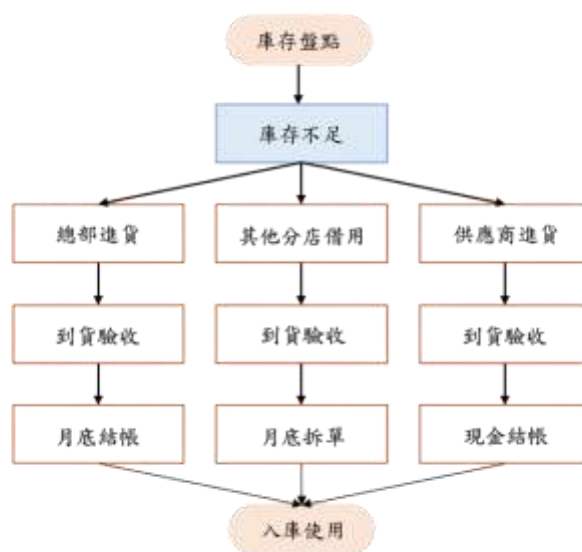 庫存盤點
庫存不足
總部進貨
其他分店借用
供應商進貨
到貨驗收
到貨驗收
到貨驗收
月底結帳
月底拆單
現金結帳
入庫使用